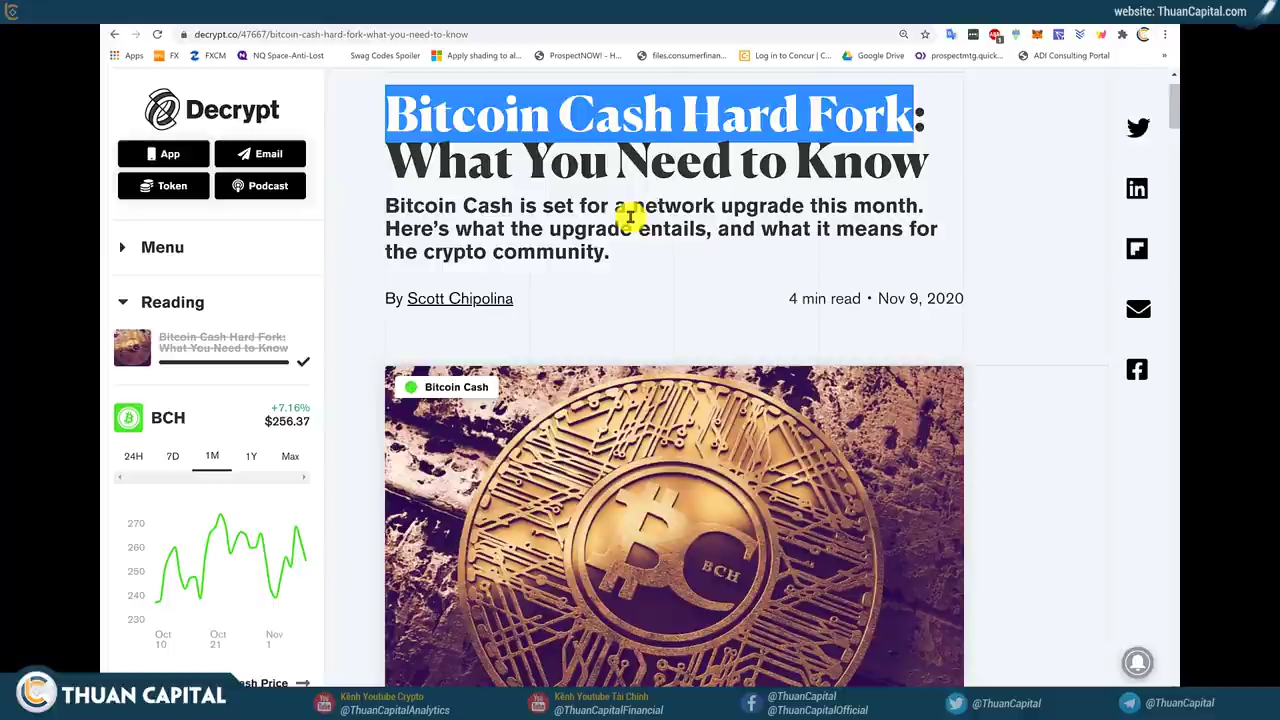 website: ThuanCapital.com
decrypt.co/47667/bitcoin-cash-hard-fork-what-you-need-to-know
Apps
FX
FXCM
NQ Space-Anti-Lost
Swag Codes Spoiler
Apply shading to al...
ProspectNOW! - H...
files.consumerfinan...
Log in to Concur | C...
Google Drive
prospectmtg.quick...
ADI Consulting Portal
»
Decrypt
App
Email
Token
Podcast
Menu
Reading
Bitcoin Cash Hard Fork:
What You Need to Know
BCH
+7.16%
$256.37
24H
7D
1M
1Y
Max
270
260
250
240
230
Oct
10
Oct
21
Nov
1
Bitcoin Cash Hard Fork:
What You Need to Know
Bitcoin Cash is set for a network upgrade this month.
Here's what the upgrade entails, and what it means for
the crypto community.
By Scott Chipolina
4 min read • Nov 9, 2020
Bitcoin Cash
BCH
THUAN CAPITAL
Kênh Youtube Crypto
@ThuanCapitalAnalytics
Kênh Youtube Tài Chính
@ThuanCapitalFinancial
@ThuanCapital
@ThuanCapitalOfficial
@ThuanCapital
@ThuanCapital